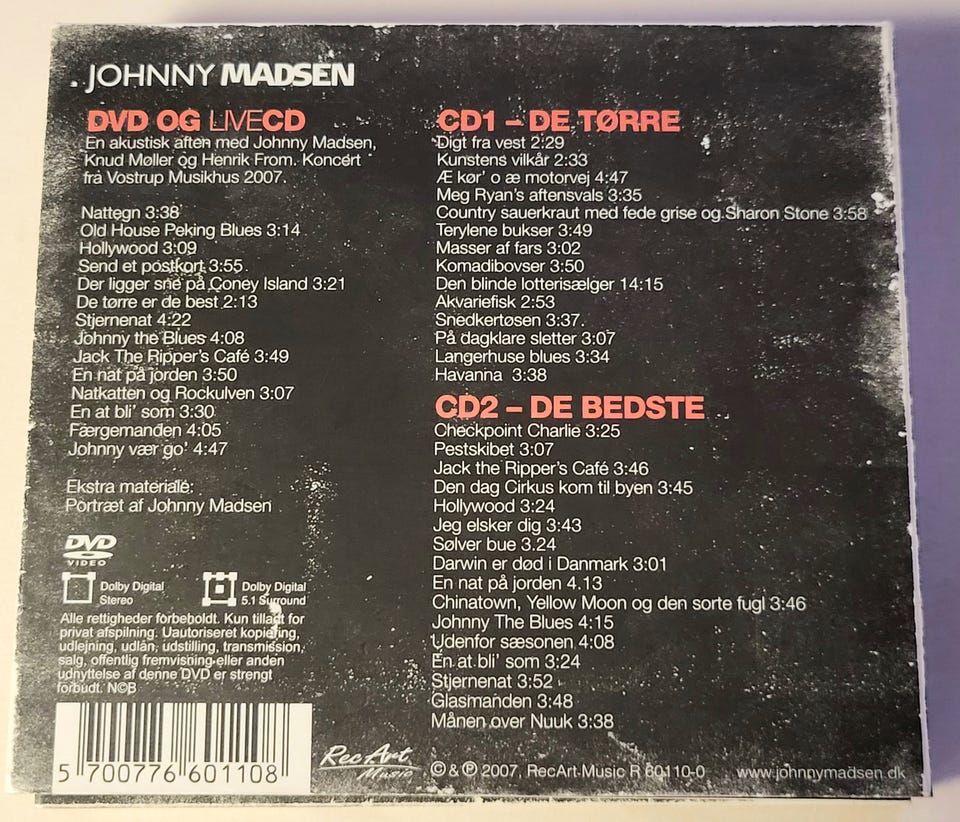 JOHNNY MADSEN
DVD OG LIVECD
En akustisk aften med Johnny Madsen,
Knud Møller og Henrik From. Koncert
fra Vostrup Musikhus 2007.
Nattegn 3:38
Old House Peking Blues 3:14
Hollywood 3:09
Send et postkort 3:55
Der ligger sne på Coney Island 3:21
De tørre er de best 2:13
Stjernenat 4:22
Johnny the Blues 4:08
Jack The Ripper's Café 3:49
En nat på jorden 3:50
Natkatten og Rockulven 3:07
En at bli' som 3:30
Færgemanden 4:05
Johnny vær go' 4:47
Ekstra materiale:
Portræt af Johnny Madsen
DVD
VIDEO
Dolby Digital
Stereo
Dolby Digital
5.1 Surround
Alle rettigheder forbeholdt. Kun tilladt for
privat afspilning. Uautoriseret kopiering,
udlejning, udlån, udstilling, transmission,
salg, offentlig fremvisning eller anden
udnyttelse af denne DVD er strengt
forbudt. N©B
5 700776 601108
CD1 – DE TØRRE
Digt fra vest 2:29
Kunstens vilkår 2:33
Æ kør' o æ motorvej 4:47
Meg Ryan's aftensvals 3:35
Country sauerkraut med fede grise og Sharon Stone 3:58
Terylene bukser 3:49
Masser af fars 3:02
Komadibovser 3:50
Den blinde lotterisælger 14:15
Akvariefisk 2:53
Snedkertøsen 3:37
På dagklare sletter 3:07
Langerhuse blues 3:34
Havanna 3:38
CD2 – DE BEDSTE
Checkpoint Charlie 3:25
Pestskibet 3:07
Jack the Ripper's Café 3:46
Den dag Cirkus kom til byen 3:45
Hollywood 3:24
Jeg elsker dig 3:43
Sølver bue 3.24
Darwin er død i Danmark 3:01
En nat på jorden 4.13
Chinatown, Yellow Moon og den sorte fugl 3:46
Johnny The Blues 4:15
Udenfor sæsonen 4:08
En at bli' som 3:24
Stjernenat 3:52
Glasmanden 3:48
Månen over Nuuk 3:38
RecArt
Music
© & ℗ 2007, RecArt-Music R 60110-0
www.johnnymadsen.dk